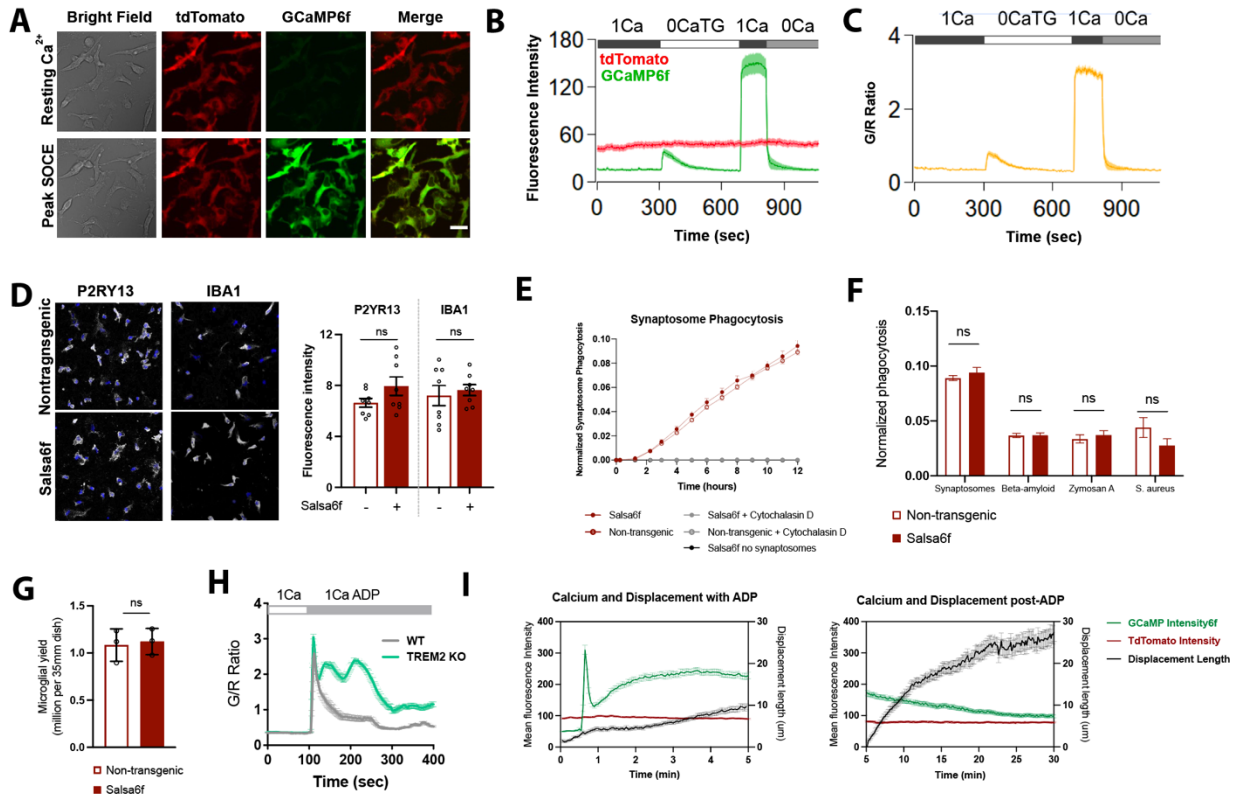 A
Bright Field tdTomato GCaMP6f Merge
Resting Ca2+
Peak SOCE
B
1Ca 0CaTG 1Ca 0Ca
tdTomato
GCaMP6f
Fluorescence Intensity
180
120
60
0
0 300 600 900
Time (sec)
C
1Ca 0CaTG 1Ca 0Ca
G/R Ratio
4
2
0
0 300 600 900
Time (sec)
D
P2RY13 IBA1
Nontragnsgenic
Salsa6f
P2YR13 IBA1
ns ns
Fluorescence intensity
12
8
4
0
Salsa6f - + - +
E
Synaptosome Phagocytosis
Normalized Synaptosome Phagocytosis
0.10
0.08
0.06
0.04
0.02
0.00
0 2 4 6 8 10 12
Time (hours)
Salsa6f
Non-transgenic
Salsa6f + Cytochalasin D
Non-transgenic + Cytochalasin D
Salsa6f no synaptosomes
F
Normalized phagocytosis
0.15
0.10
0.05
0.00
ns ns ns ns
Synaptosomes Beta-amyloid Zymosan A S. aureus
Non-transgenic
Salsa6f
G
Microglial yield
(million per 35mm dish)
1.5
1.0
0.5
0.0
ns
Non-transgenic
Salsa6f
H
1Ca 1Ca ADP
G/R Ratio
4
3
2
1
0
WT
TREM2 KO
0 100 200 300 400
Time (sec)
I
Calcium and Displacement with ADP
Mean fluorescence Intensity
400
300
200
100
0
Displacement length (um)
30
20
10
0
0 1 2 3 4 5
Time (min)
Calcium and Displacement post-ADP
Mean fluorescence Intensity
400
300
200
100
0
Displacement length (um)
30
20
10
0
5 10 15 20 25 30
Time (min)
GCaMP Intensity6f
TdTomato Intensity
Displacement Length